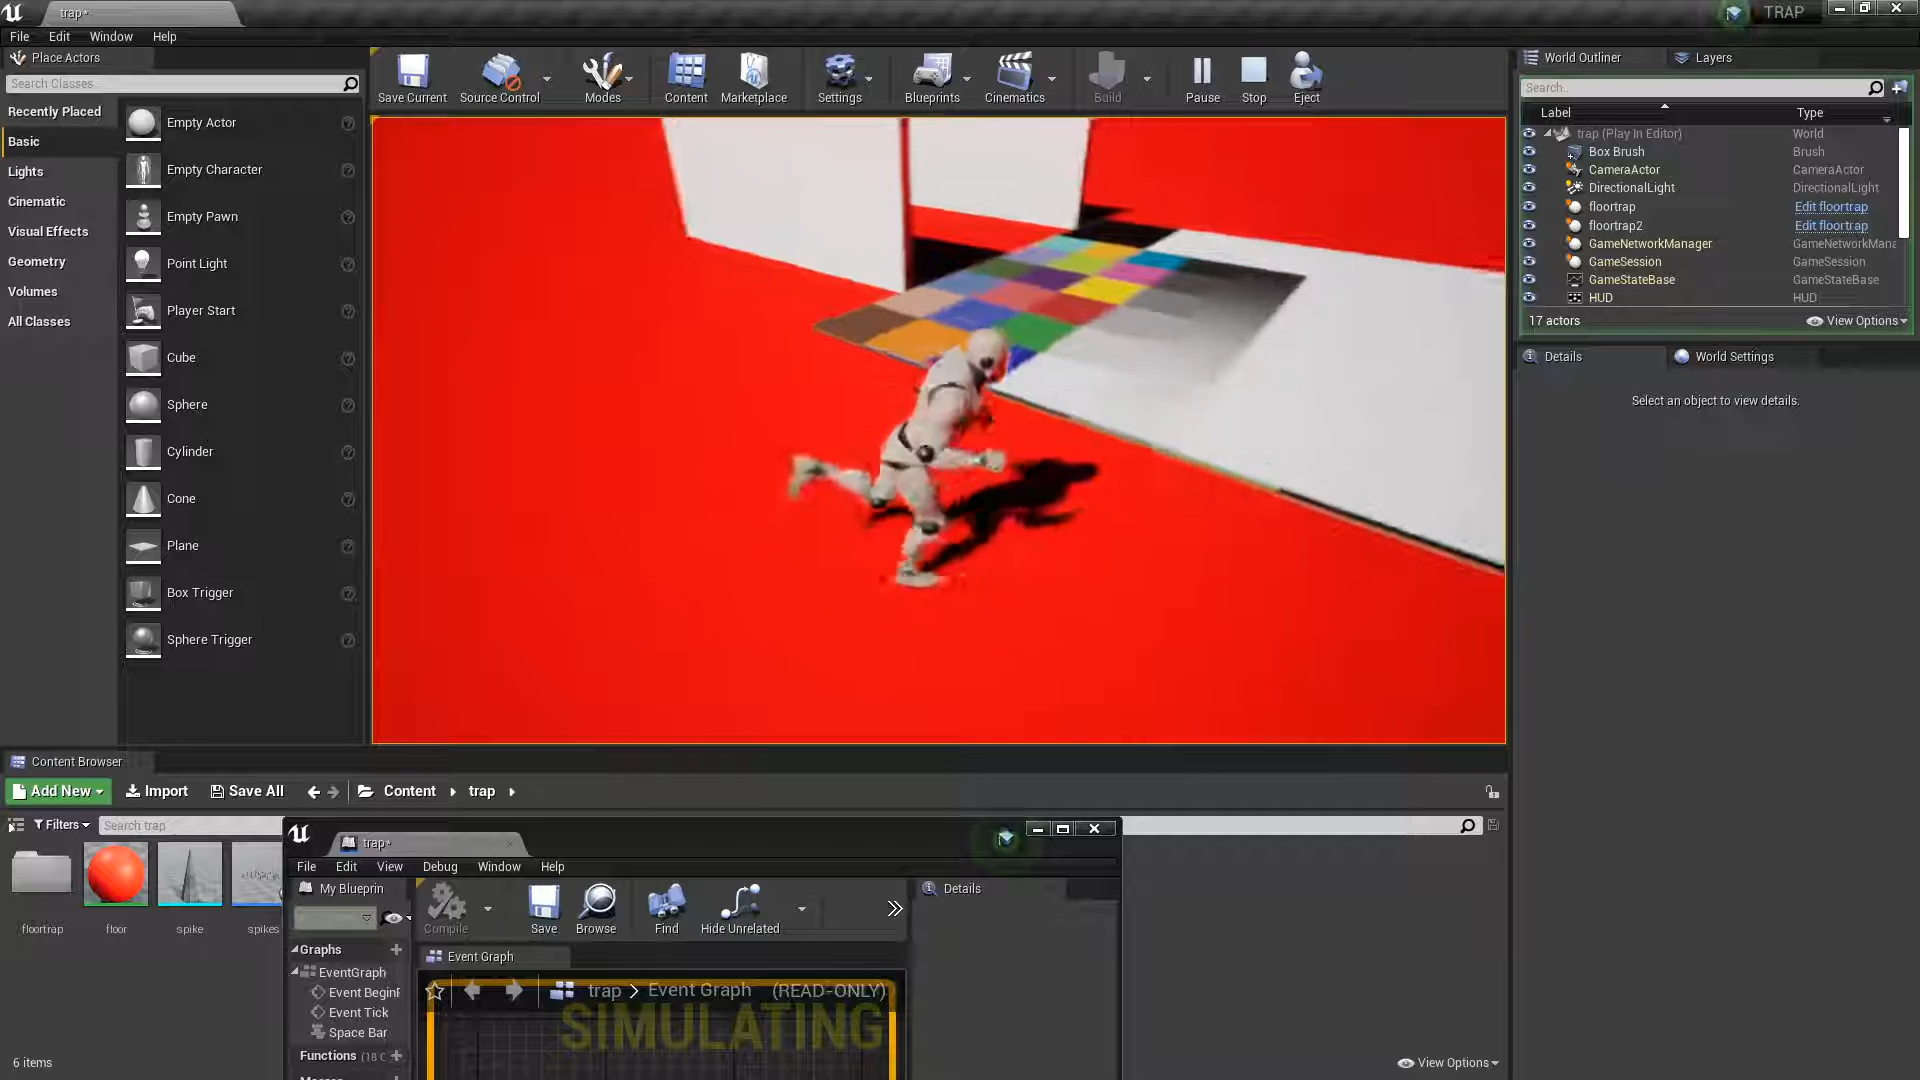 trap*
TRAP
File Edit Window Help
Place Actors
Search Classes
Recently Placed
Basic
Lights
Cinematic
Visual Effects
Geometry
Volumes
All Classes
Empty Actor
Empty Character
Empty Pawn
Point Light
Player Start
Cube
Sphere
Cylinder
Cone
Plane
Box Trigger
Sphere Trigger
Save Current Source Control Modes Content Marketplace Settings Blueprints Cinematics Build Pause Stop Eject
World Outliner Layers
Search..
Label Type
trap (Play In Editor) World
Box Brush Brush
CameraActor CameraActor
DirectionalLight DirectionalLight
floortrap Edit floortrap
floortrap2 Edit floortrap
GameNetworkManager GameNetworkMana
GameSession GameSession
GameStateBase GameStateBase
HUD HUD
17 actors View Options
Details World Settings
Select an object to view details.
Content Browser
Add New Import Save All Content trap
Filters Search trap
floortrap floor spike spikes
6 items
View Options
trap*
File Edit View Debug Window Help
My Blueprin
Compile Save Browse Find Hide Unrelated
Details
Graphs
EventGraph
Event Begin
Event Tick
Space Bar
Functions (18 
Event Graph
trap > Event Graph (READ-ONLY)
SIMULATING